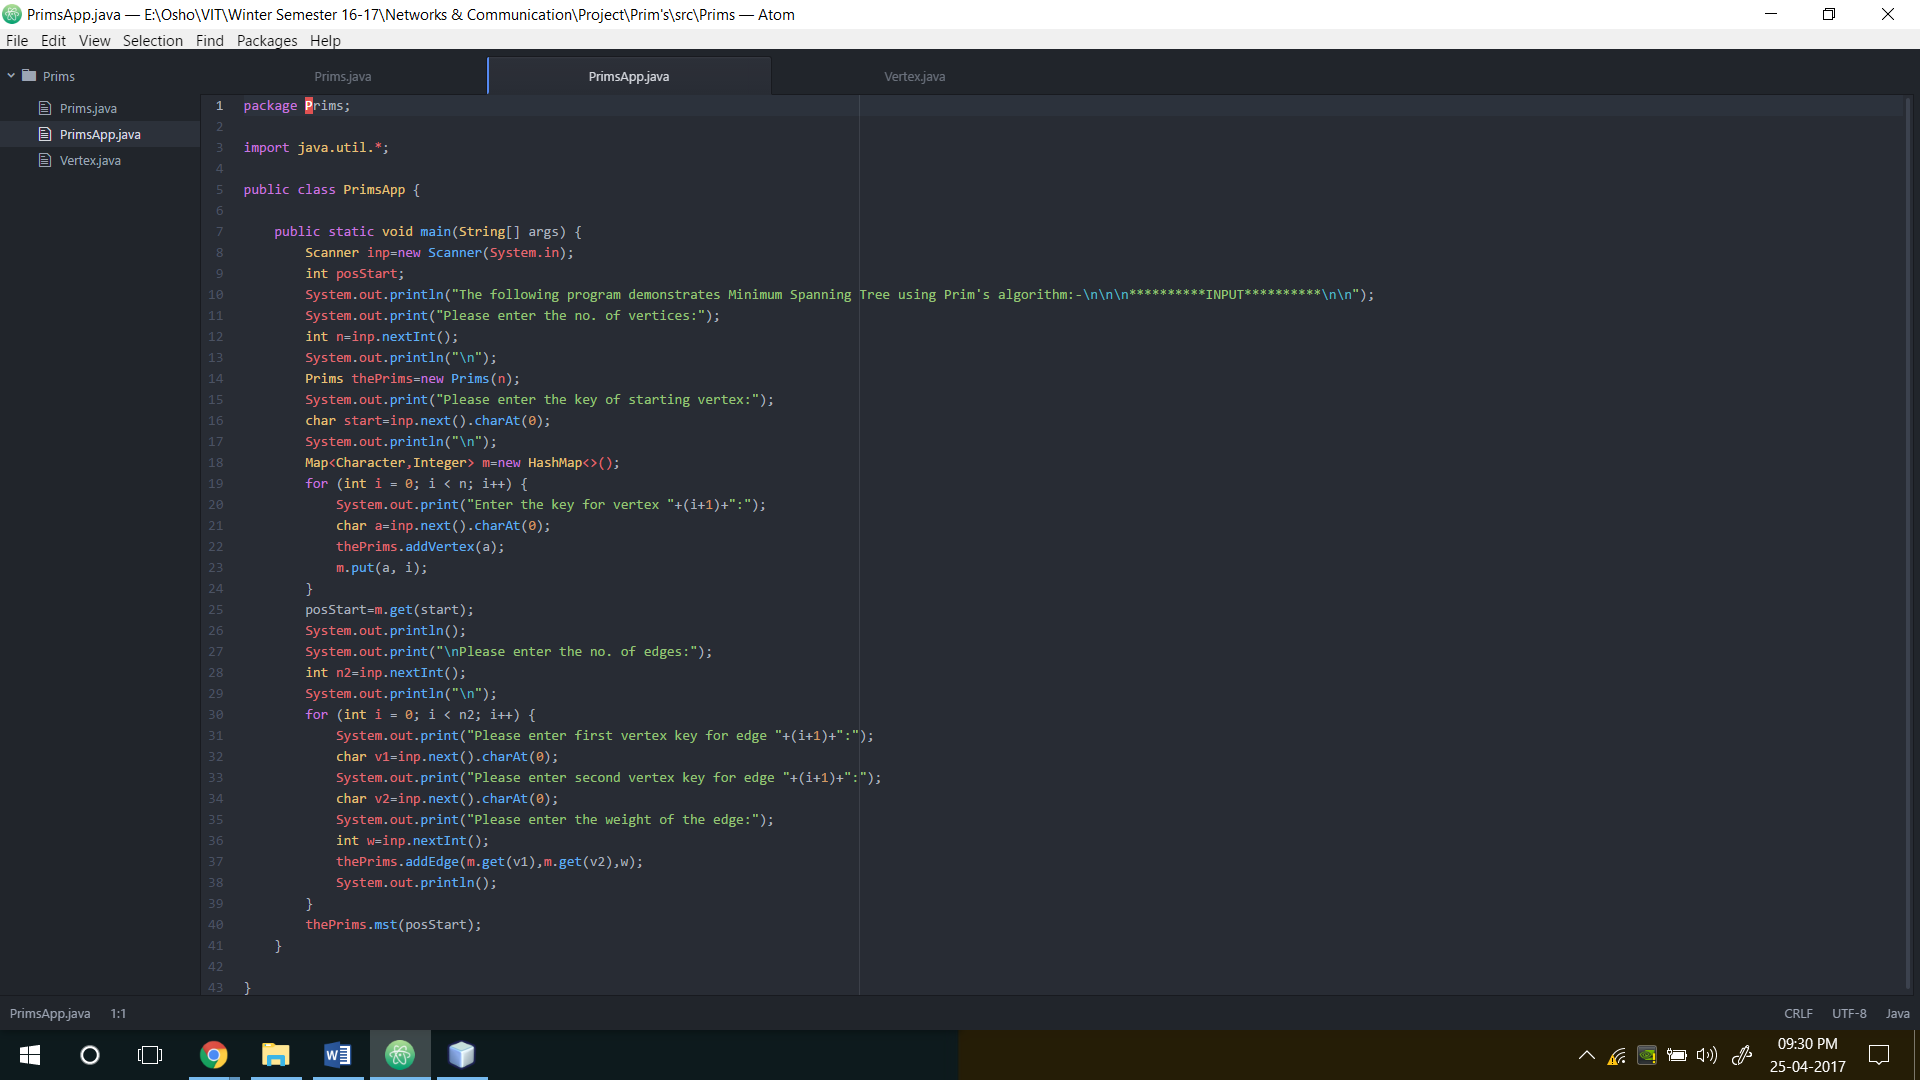 PrimsApp.java — E:\Osho\VIT\Winter Semester 16-17\Networks & Communication\Project\Prim's\src\Prims — Atom
File Edit View Selection Find Packages Help
Prims
Prims.java
PrimsApp.java
Vertex.java
Prims.java PrimsApp.java Vertex.java
1 package Prims;
2
3 import java.util.*;
4
5 public class PrimsApp {
6
7     public static void main(String[] args) {
8         Scanner inp=new Scanner(System.in);
9         int posStart;
10         System.out.println("The following program demonstrates Minimum Spanning Tree using Prim's algorithm:-\n\n\n**********INPUT**********\n\n");
11         System.out.print("Please enter the no. of vertices:");
12         int n=inp.nextInt();
13         System.out.println("\n");
14         Prims thePrims=new Prims(n);
15         System.out.print("Please enter the key of starting vertex:");
16         char start=inp.next().charAt(0);
17         System.out.println("\n");
18         Map<Character,Integer> m=new HashMap<>();
19         for (int i = 0; i < n; i++) {
20             System.out.print("Enter the key for vertex "+(i+1)+":");
21             char a=inp.next().charAt(0);
22             thePrims.addVertex(a);
23             m.put(a, i);
24         }
25         posStart=m.get(start);
26         System.out.println();
27         System.out.print("\nPlease enter the no. of edges:");
28         int n2=inp.nextInt();
29         System.out.println("\n");
30         for (int i = 0; i < n2; i++) {
31             System.out.print("Please enter first vertex key for edge "+(i+1)+":");
32             char v1=inp.next().charAt(0);
33             System.out.print("Please enter second vertex key for edge "+(i+1)+":");
34             char v2=inp.next().charAt(0);
35             System.out.print("Please enter the weight of the edge:");
36             int w=inp.nextInt();
37             thePrims.addEdge(m.get(v1),m.get(v2),w);
38             System.out.println();
39         }
40         thePrims.mst(posStart);
41     }
42
43 }
PrimsApp.java 1:1 CRLF UTF-8 Java
09:30 PM
25-04-2017